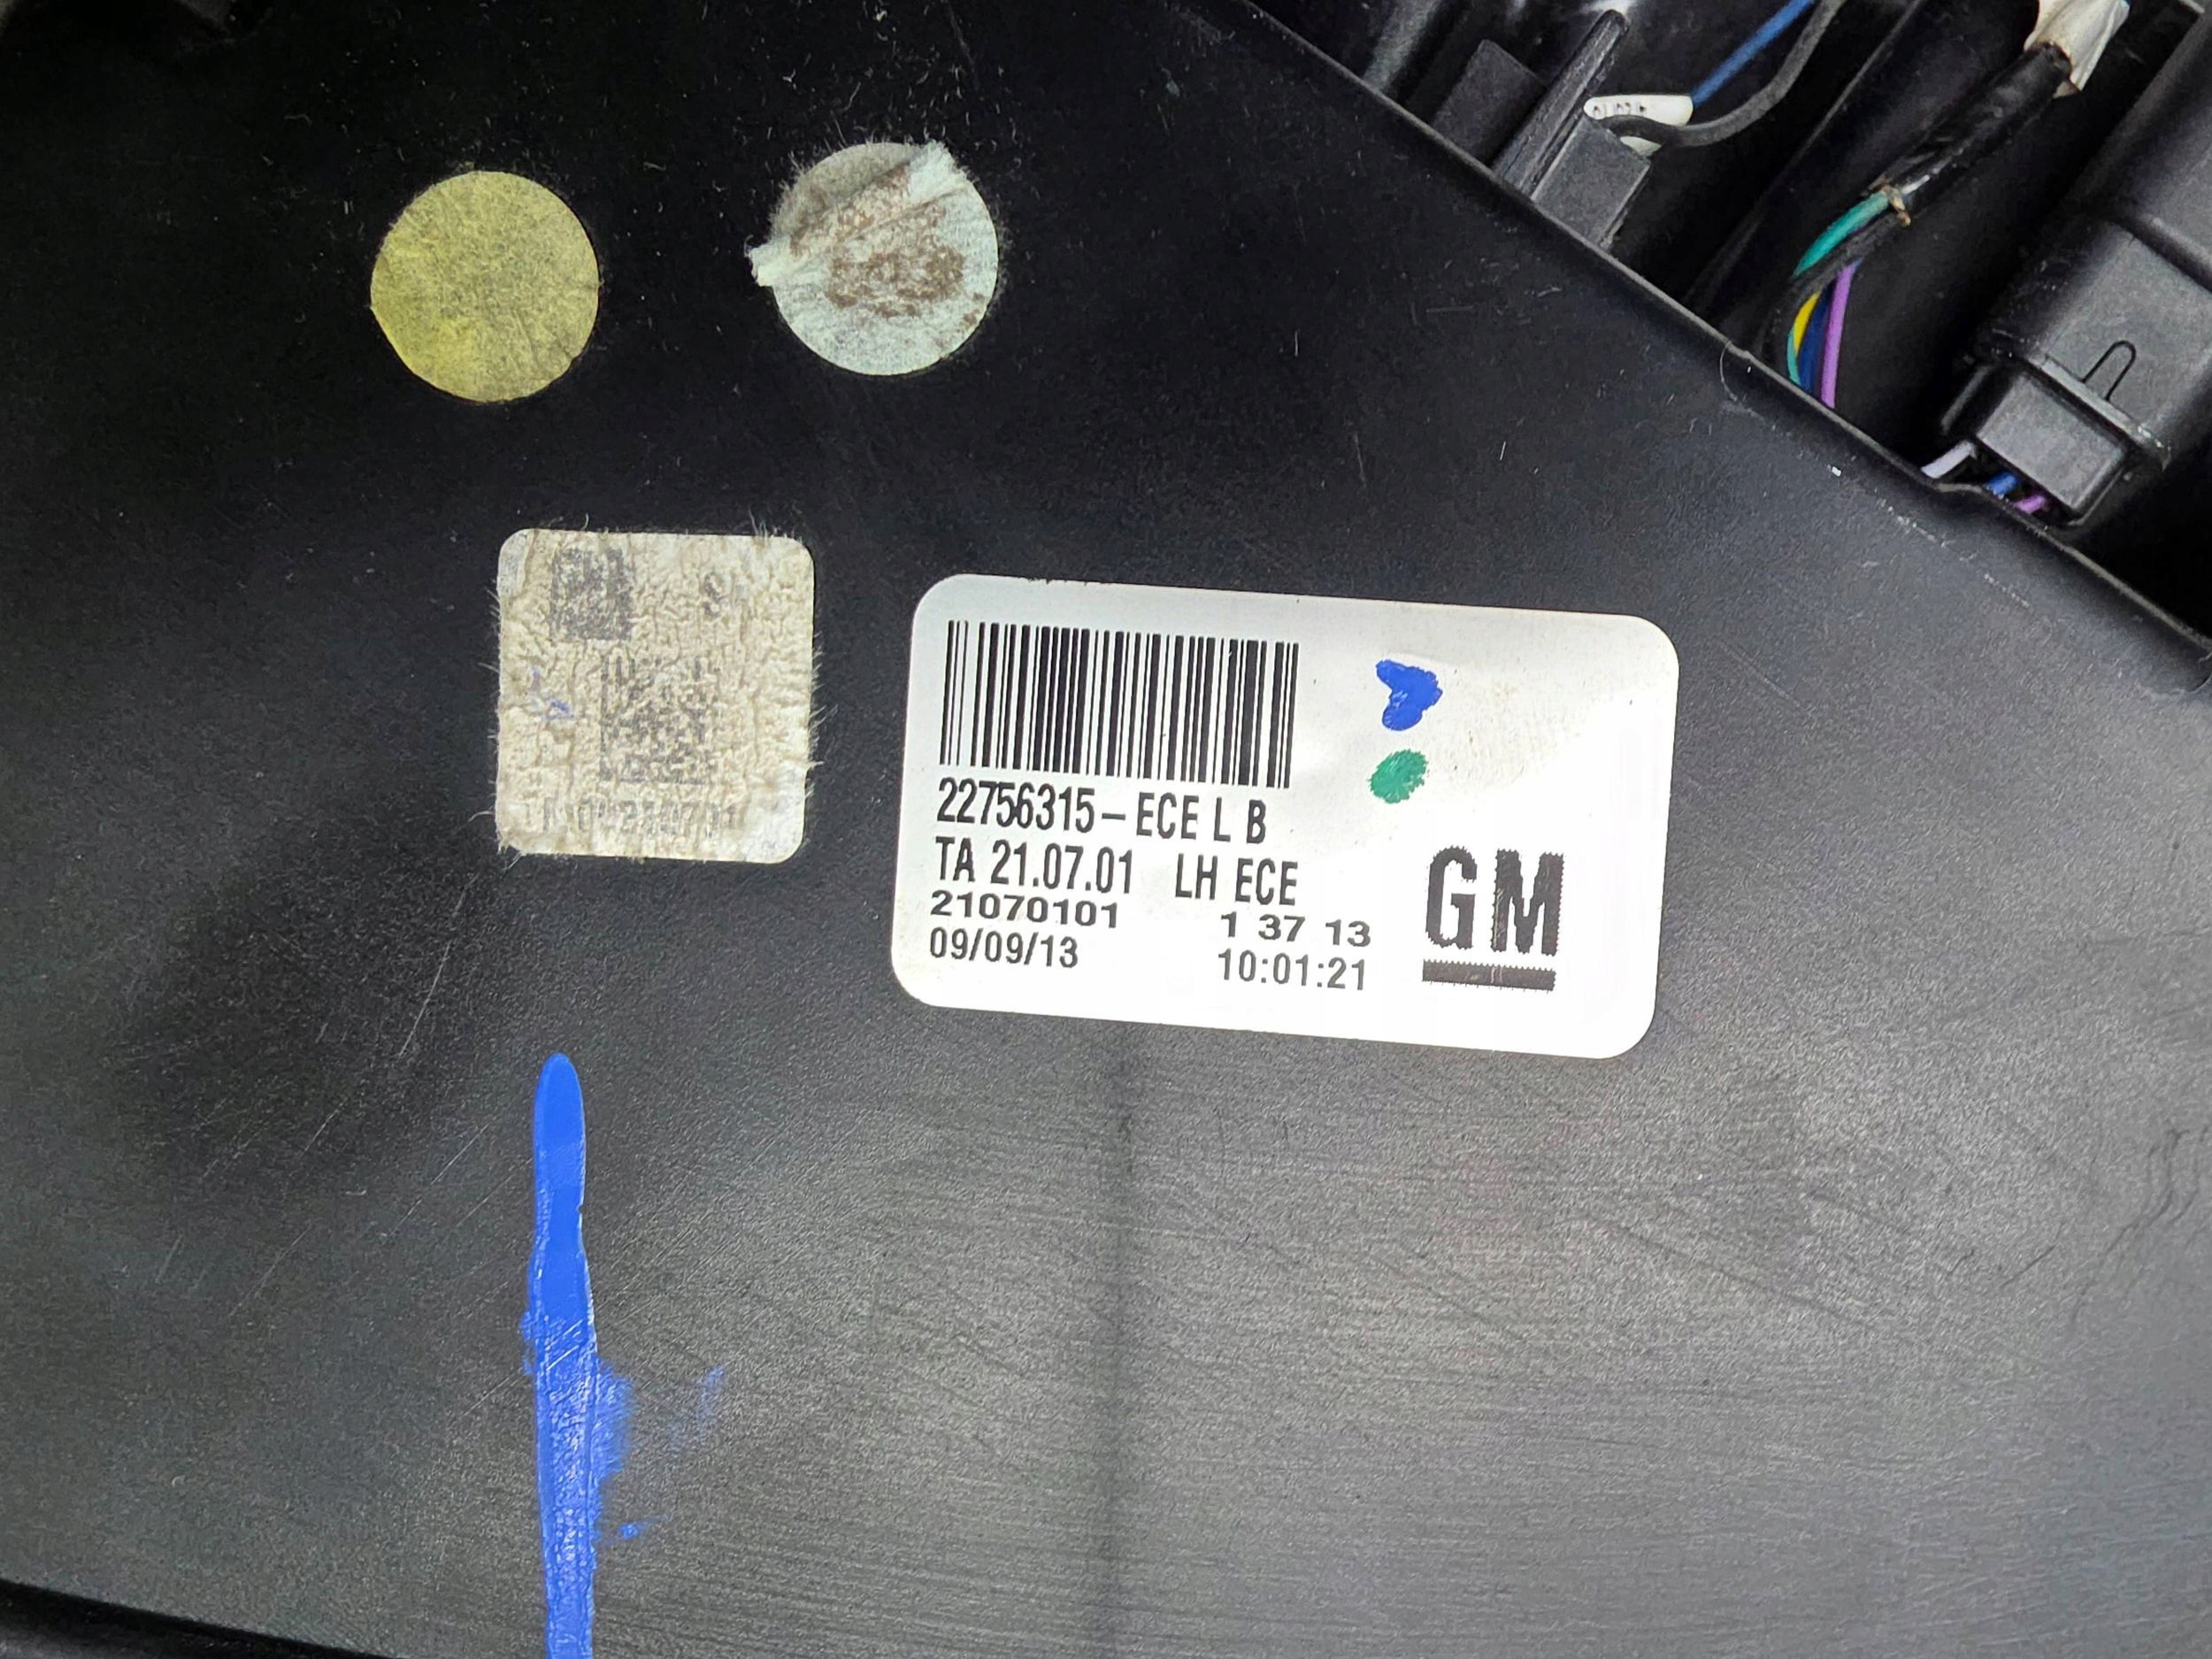 22756315-ECE L B
TA 21.07.01 LH ECE
21070101 1 37 13
09/09/13 10:01:21
GM